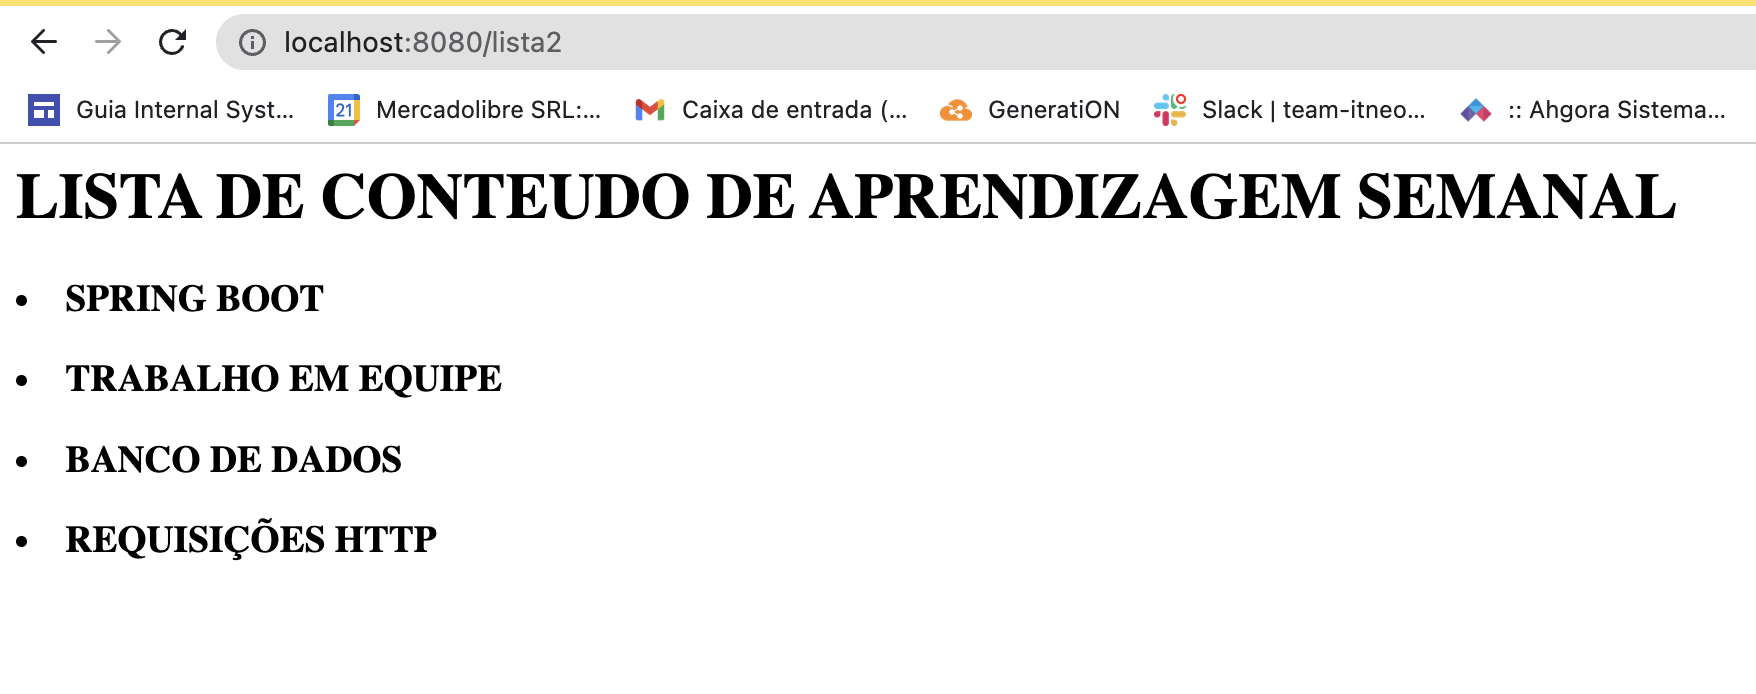 localhost:8080/lista2
Guia Internal Syst... 21 Mercadolibre SRL:... Caixa de entrada (... GeneratiON Slack | team-itneo... :: Ahgora Sistema...
LISTA DE CONTEUDO DE APRENDIZAGEM SEMANAL
• SPRING BOOT
• TRABALHO EM EQUIPE
• BANCO DE DADOS
• REQUISIÇÕES HTTP